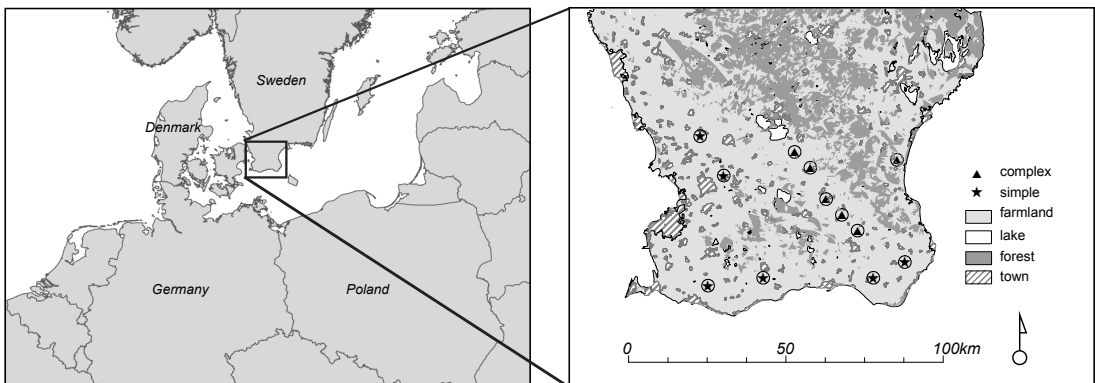 Sweden
Denmark
Germany
Poland
complex
simple
farmland
lake
forest
town
0 50 100km